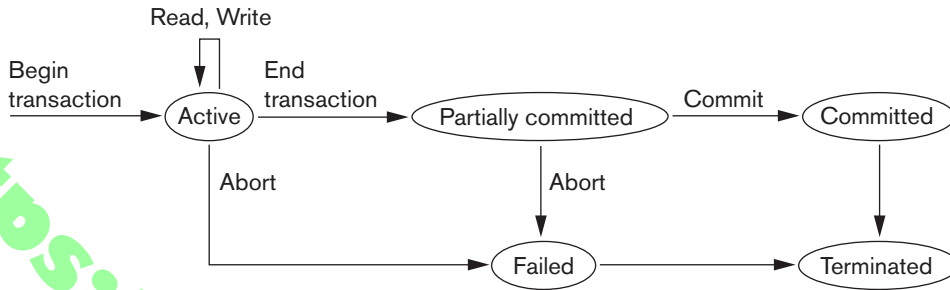 Read, Write
Begin
transaction
End
transaction
Active
Partially committed
Commit
Committed
Abort
Abort
Failed
Terminated